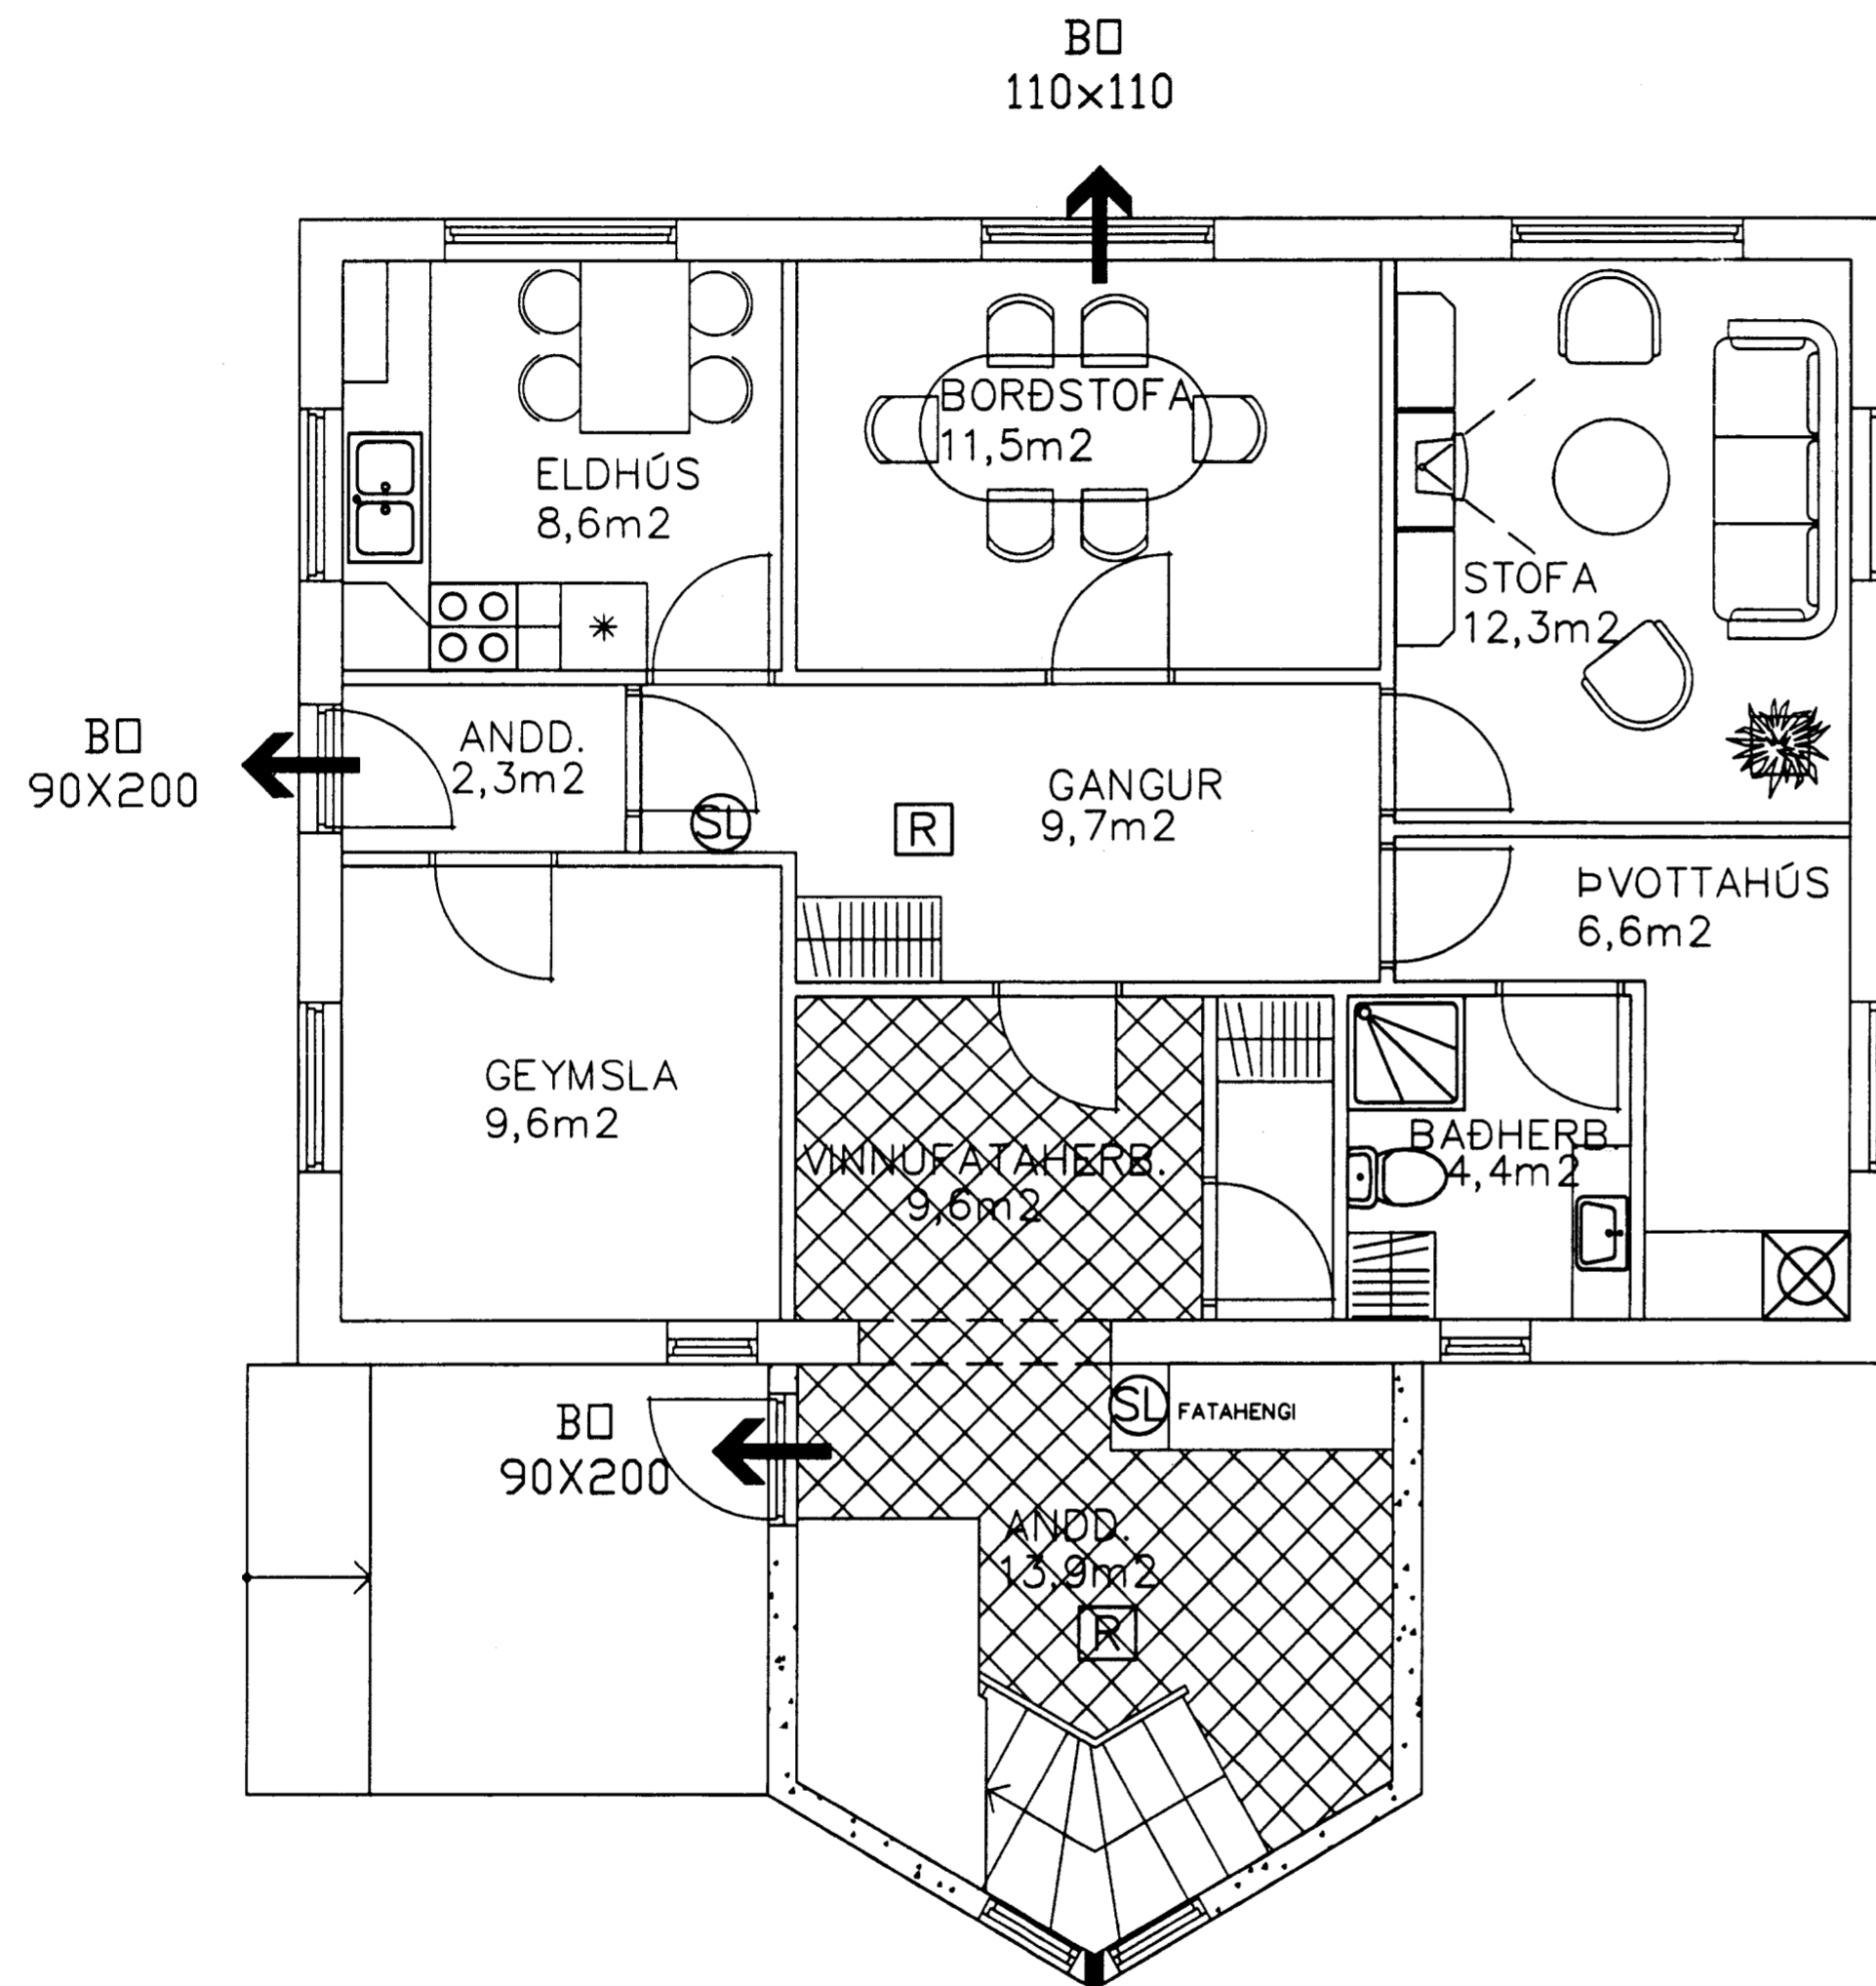 BO
110x110
BORÐSTOFA
11,5m2
ELDHÚS
8,6m2
STOFA
12,3m2
BO
90X200
ANDD.
2,3m2
SL
R
GANGUR
9,7m2
ÞVOTTAHÚS
6,6m2
GEYMSLA
9,6m2
VINNUFATAHERB.
9,6m2
BAÐHERB.
4,4m2
BO
90X200
SL
FATAHENGI
ANDD.
13,9m2
R